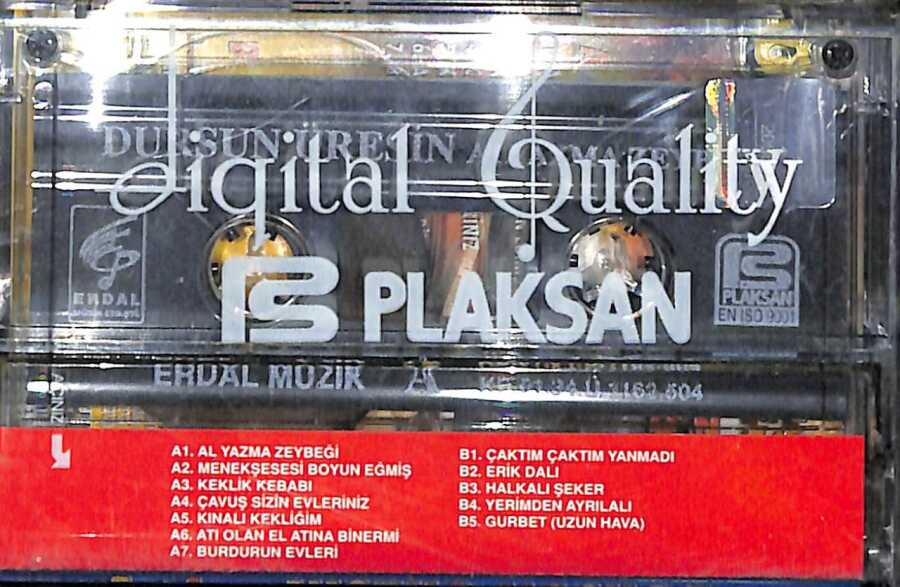 digital Quality
DURSUN ÜRESİN
ERDAL
PS PLAKSAN
PLAKSAN
EN ISO 9001
ERDAL MÜZİK A
AÇINIZ
A1. AL YAZMA ZEYBEĞİ
A2. MENEKŞESESİ BOYUN EĞMİŞ
A3. KEKLİK KEBABI
A4. ÇAVUŞ SİZİN EVLERİNİZ
A5. KINALI KEKLİĞİM
A6. ATI OLAN EL ATINA BİNERMİ
A7. BURDURUN EVLERİ
B1. ÇAKTIM ÇAKTIM YANMADI
B2. ERİK DALI
B3. HALKALI ŞEKER
B4. YERİMDEN AYRILALI
B5. GURBET (UZUN HAVA)